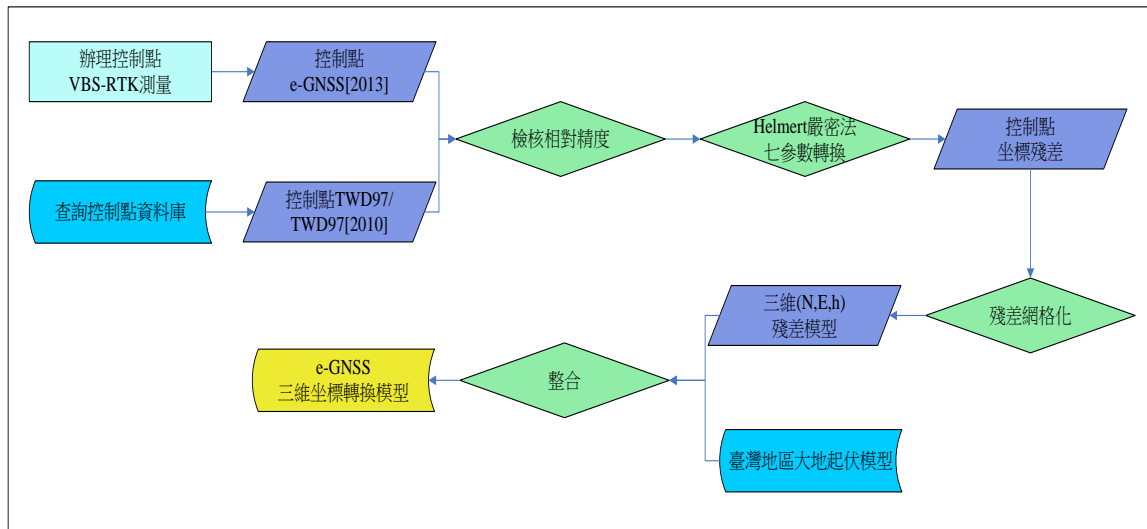 辦理控制點
VBS-RTK測量
控制點
e-GNSS[2013]
查詢控制點資料庫
控制點TWD97/
TWD97[2010]
檢核相對精度
Helmert嚴密法
七參數轉換
控制點
坐標殘差
殘差網格化
三維(N,E,h)
殘差模型
臺灣地區大地起伏模型
整合
e-GNSS
三維坐標轉換模型